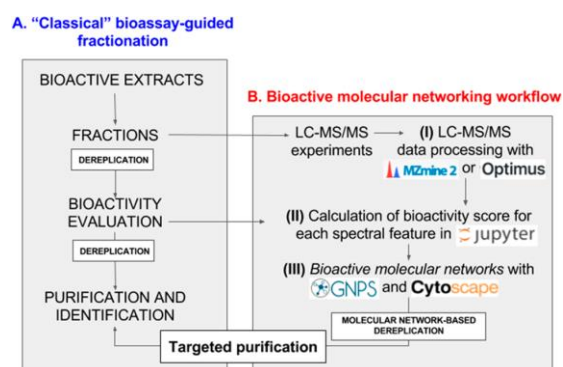 A. “Classical” bioassay-guided
fractionation
BIOACTIVE EXTRACTS
FRACTIONS
DEREPLICATION
BIOACTIVITY
EVALUATION
DEREPLICATION
PURIFICATION AND
IDENTIFICATION
B. Bioactive molecular networking workflow
LC-MS/MS
experiments
(I) LC-MS/MS
data processing with
MZmine 2 or Optimus
(II) Calculation of bioactivity score for
each spectral feature in jupyter
(III) Bioactive molecular networks with
GNPS and Cytoscape
MOLECULAR NETWORK-BASED
DEREPLICATION
Targeted purification